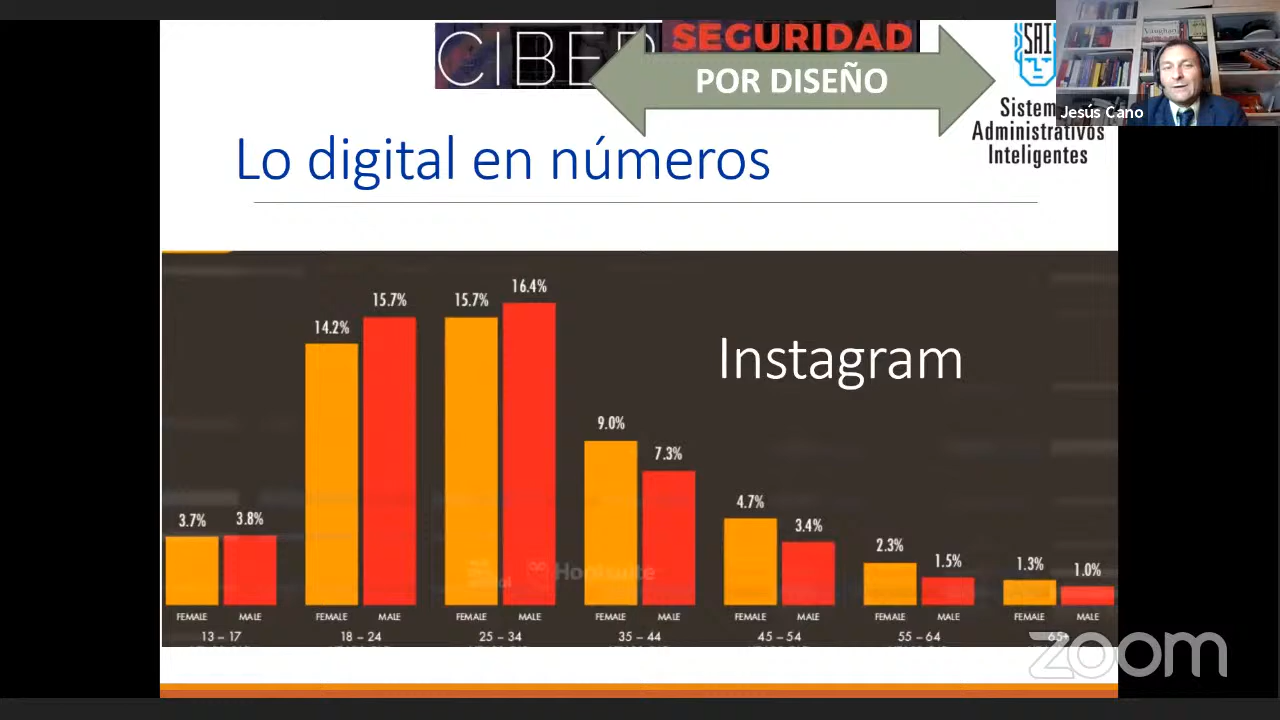 CIBER
SEGURIDAD
POR DISEÑO
SAI
Jesús Cano
Administrativos
Inteligentes
Lo digital en números
Instagram
3.7%
3.8%
14.2%
15.7%
15.7%
16.4%
9.0%
7.3%
4.7%
3.4%
2.3%
1.5%
1.3%
1.0%
Hootsuite
FEMALE MALE FEMALE MALE FEMALE MALE FEMALE MALE FEMALE MALE FEMALE MALE FEMALE MALE
13 – 17 18 – 24 25 – 34 35 – 44 45 – 54 55 – 64 65+
zoom